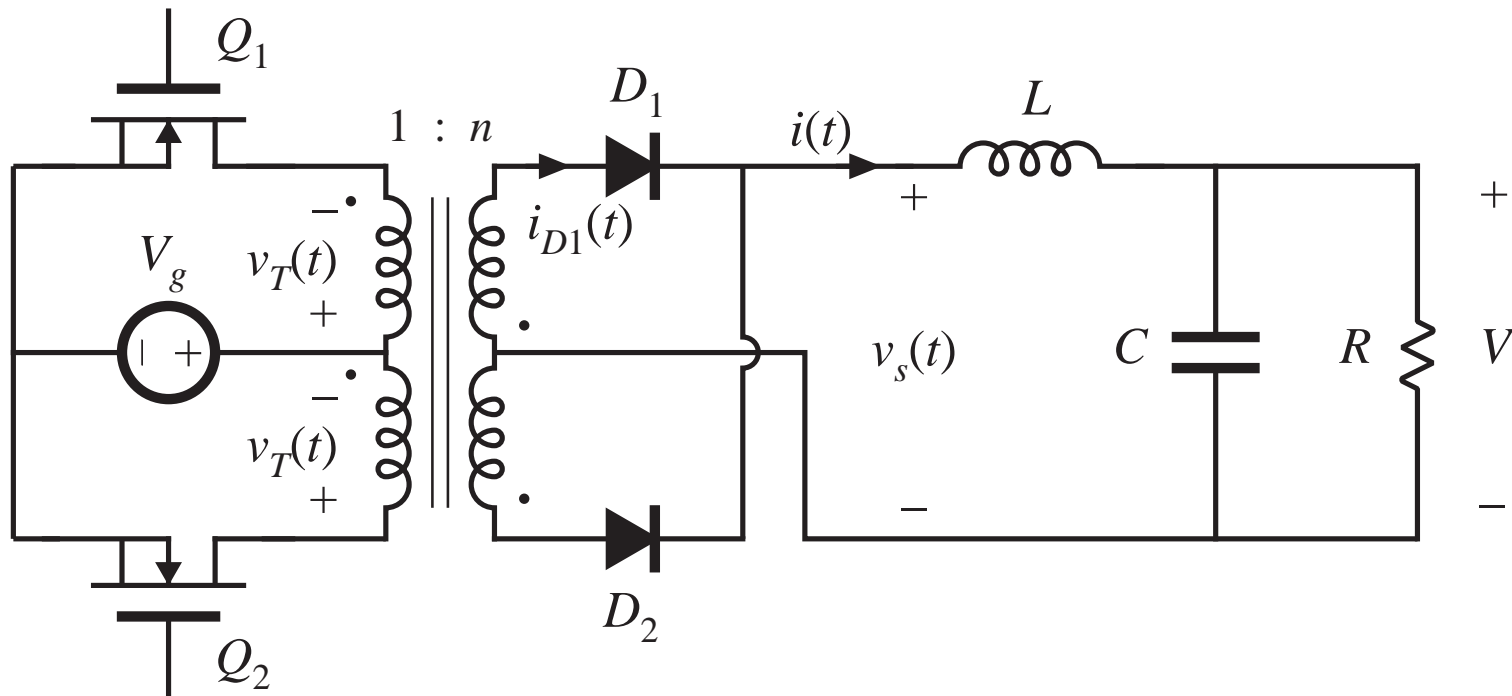 Q1
D1
L
1 : n
i(t)
+
+
−
iD1(t)
Vg
vT(t)
+
− +
vs(t)
C
R
V
−
vT(t)
+
−
−
D2
Q2